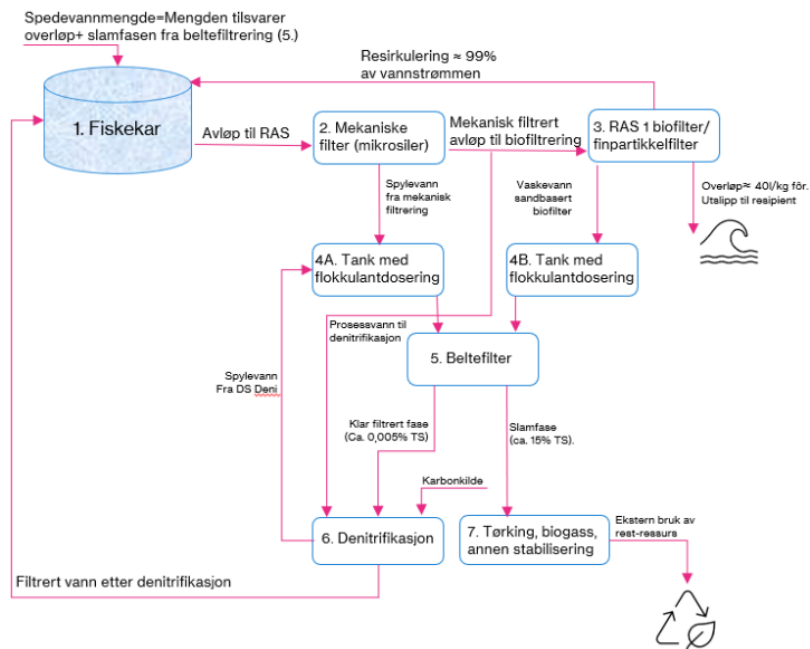 Spedevannmengde=Mengden tilsvarer
overløp+ slamfasen fra beltefiltrering (5.)
Resirkulering ≈ 99%
av vannstrømmen
1. Fiskekar
Avløp til RAS
2. Mekaniske
filter (mikrosiler)
Mekanisk filtrert
avløp til biofiltrering
3. RAS 1 biofilter/
finpartikkelfilter
Spylevann
fra mekanisk
filtrering
Vaskevann
sandbasert
biofilter
Overløp≈ 40l/kg fôr.
Utslipp til resipient
4A. Tank med
flokkulantdosering
4B. Tank med
flokkulantdosering
Prosessvann til
denitrifikasjon
5. Beltefilter
Spylevann
Fra DS Deni
Klar filtrert fase
(Ca. 0,005% TS)
Slamfase
(ca. 15% TS).
Karbonkilde
6. Denitrifikasjon
7. Tørking, biogass,
annen stabilisering
Ekstern bruk av
rest-ressurs
Filtrert vann etter denitrifikasjon